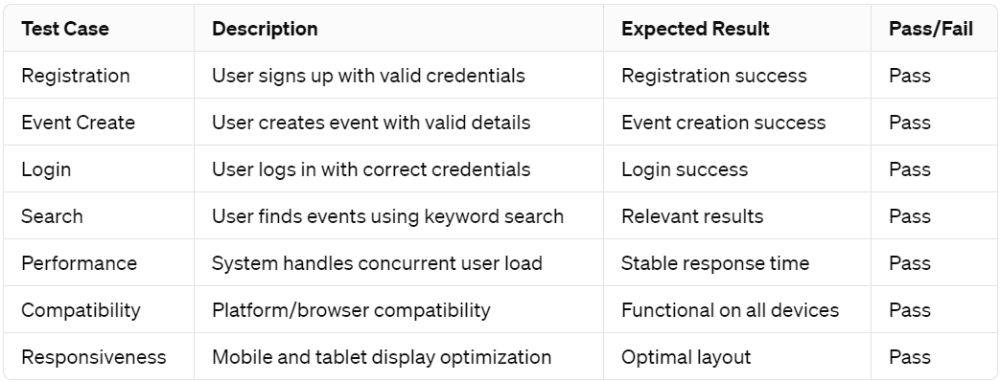 Test Case Description Expected Result Pass/Fail
Registration User signs up with valid credentials Registration success Pass
Event Create User creates event with valid details Event creation success Pass
Login User logs in with correct credentials Login success Pass
Search User finds events using keyword search Relevant results Pass
Performance System handles concurrent user load Stable response time Pass
Compatibility Platform/browser compatibility Functional on all devices Pass
Responsiveness Mobile and tablet display optimization Optimal layout Pass